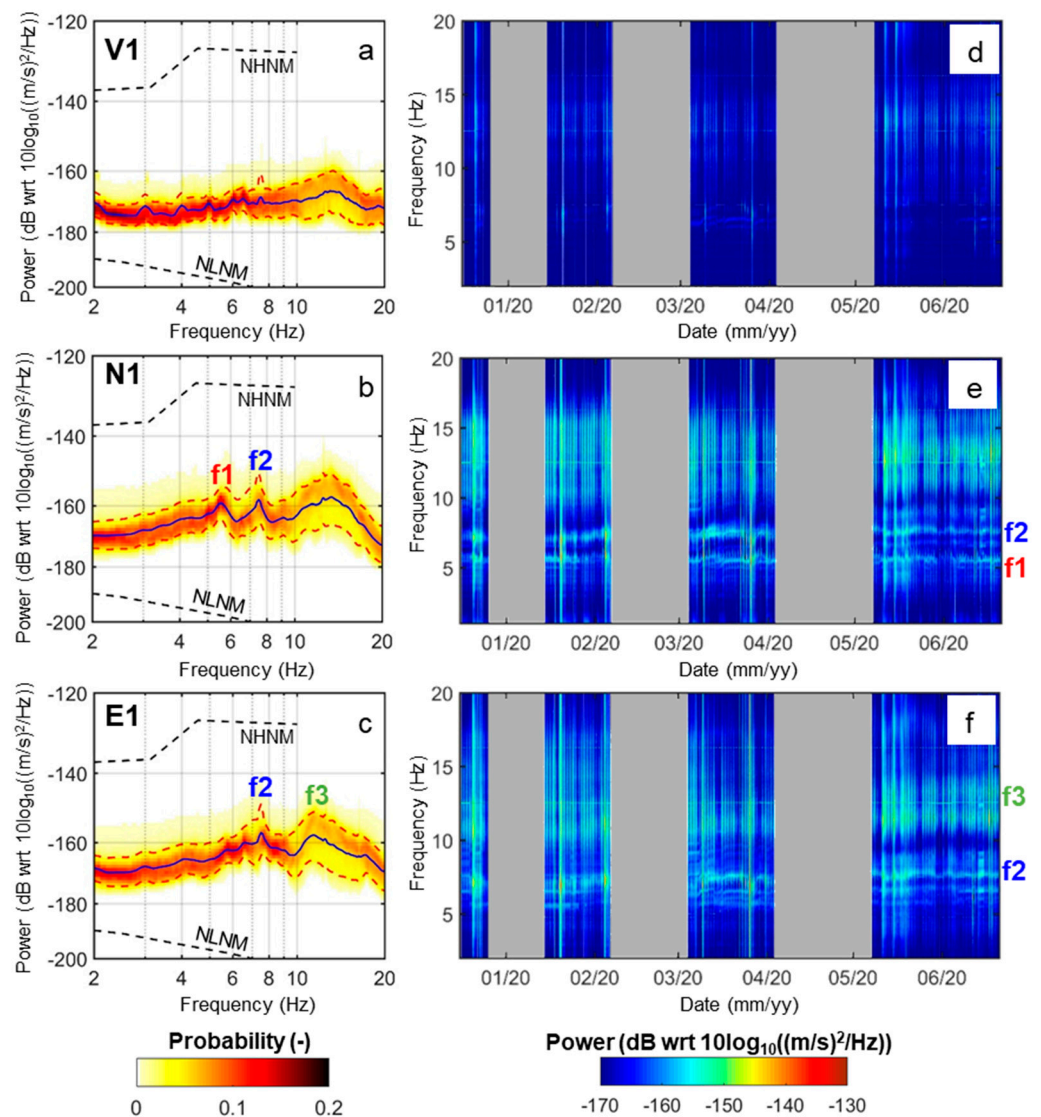 V1
a
NHNM
NLNM
-120
-140
-160
-180
-200
2
4
6
8
10
20
Power (dB wrt 10log10((m/s)2/Hz))
Frequency (Hz)
d
20
15
10
5
Frequency (Hz)
01/20
02/20
03/20
04/20
05/20
06/20
Date (mm/yy)
N1
b
NHNM
f1
f2
NLNM
-120
-140
-160
-180
-200
2
4
6
8
10
20
Power (dB wrt 10log10((m/s)2/Hz))
Frequency (Hz)
e
20
15
10
5
Frequency (Hz)
f2
f1
01/20
02/20
03/20
04/20
05/20
06/20
Date (mm/yy)
E1
c
NHNM
f2
f3
NLNM
-120
-140
-160
-180
-200
2
4
6
8
10
20
Power (dB wrt 10log10((m/s)2/Hz))
Frequency (Hz)
f
20
15
10
5
Frequency (Hz)
f3
f2
01/20
02/20
03/20
04/20
05/20
06/20
Date (mm/yy)
Probability (-)
0
0.1
0.2
Power (dB wrt 10log10((m/s)2/Hz))
-170
-160
-150
-140
-130